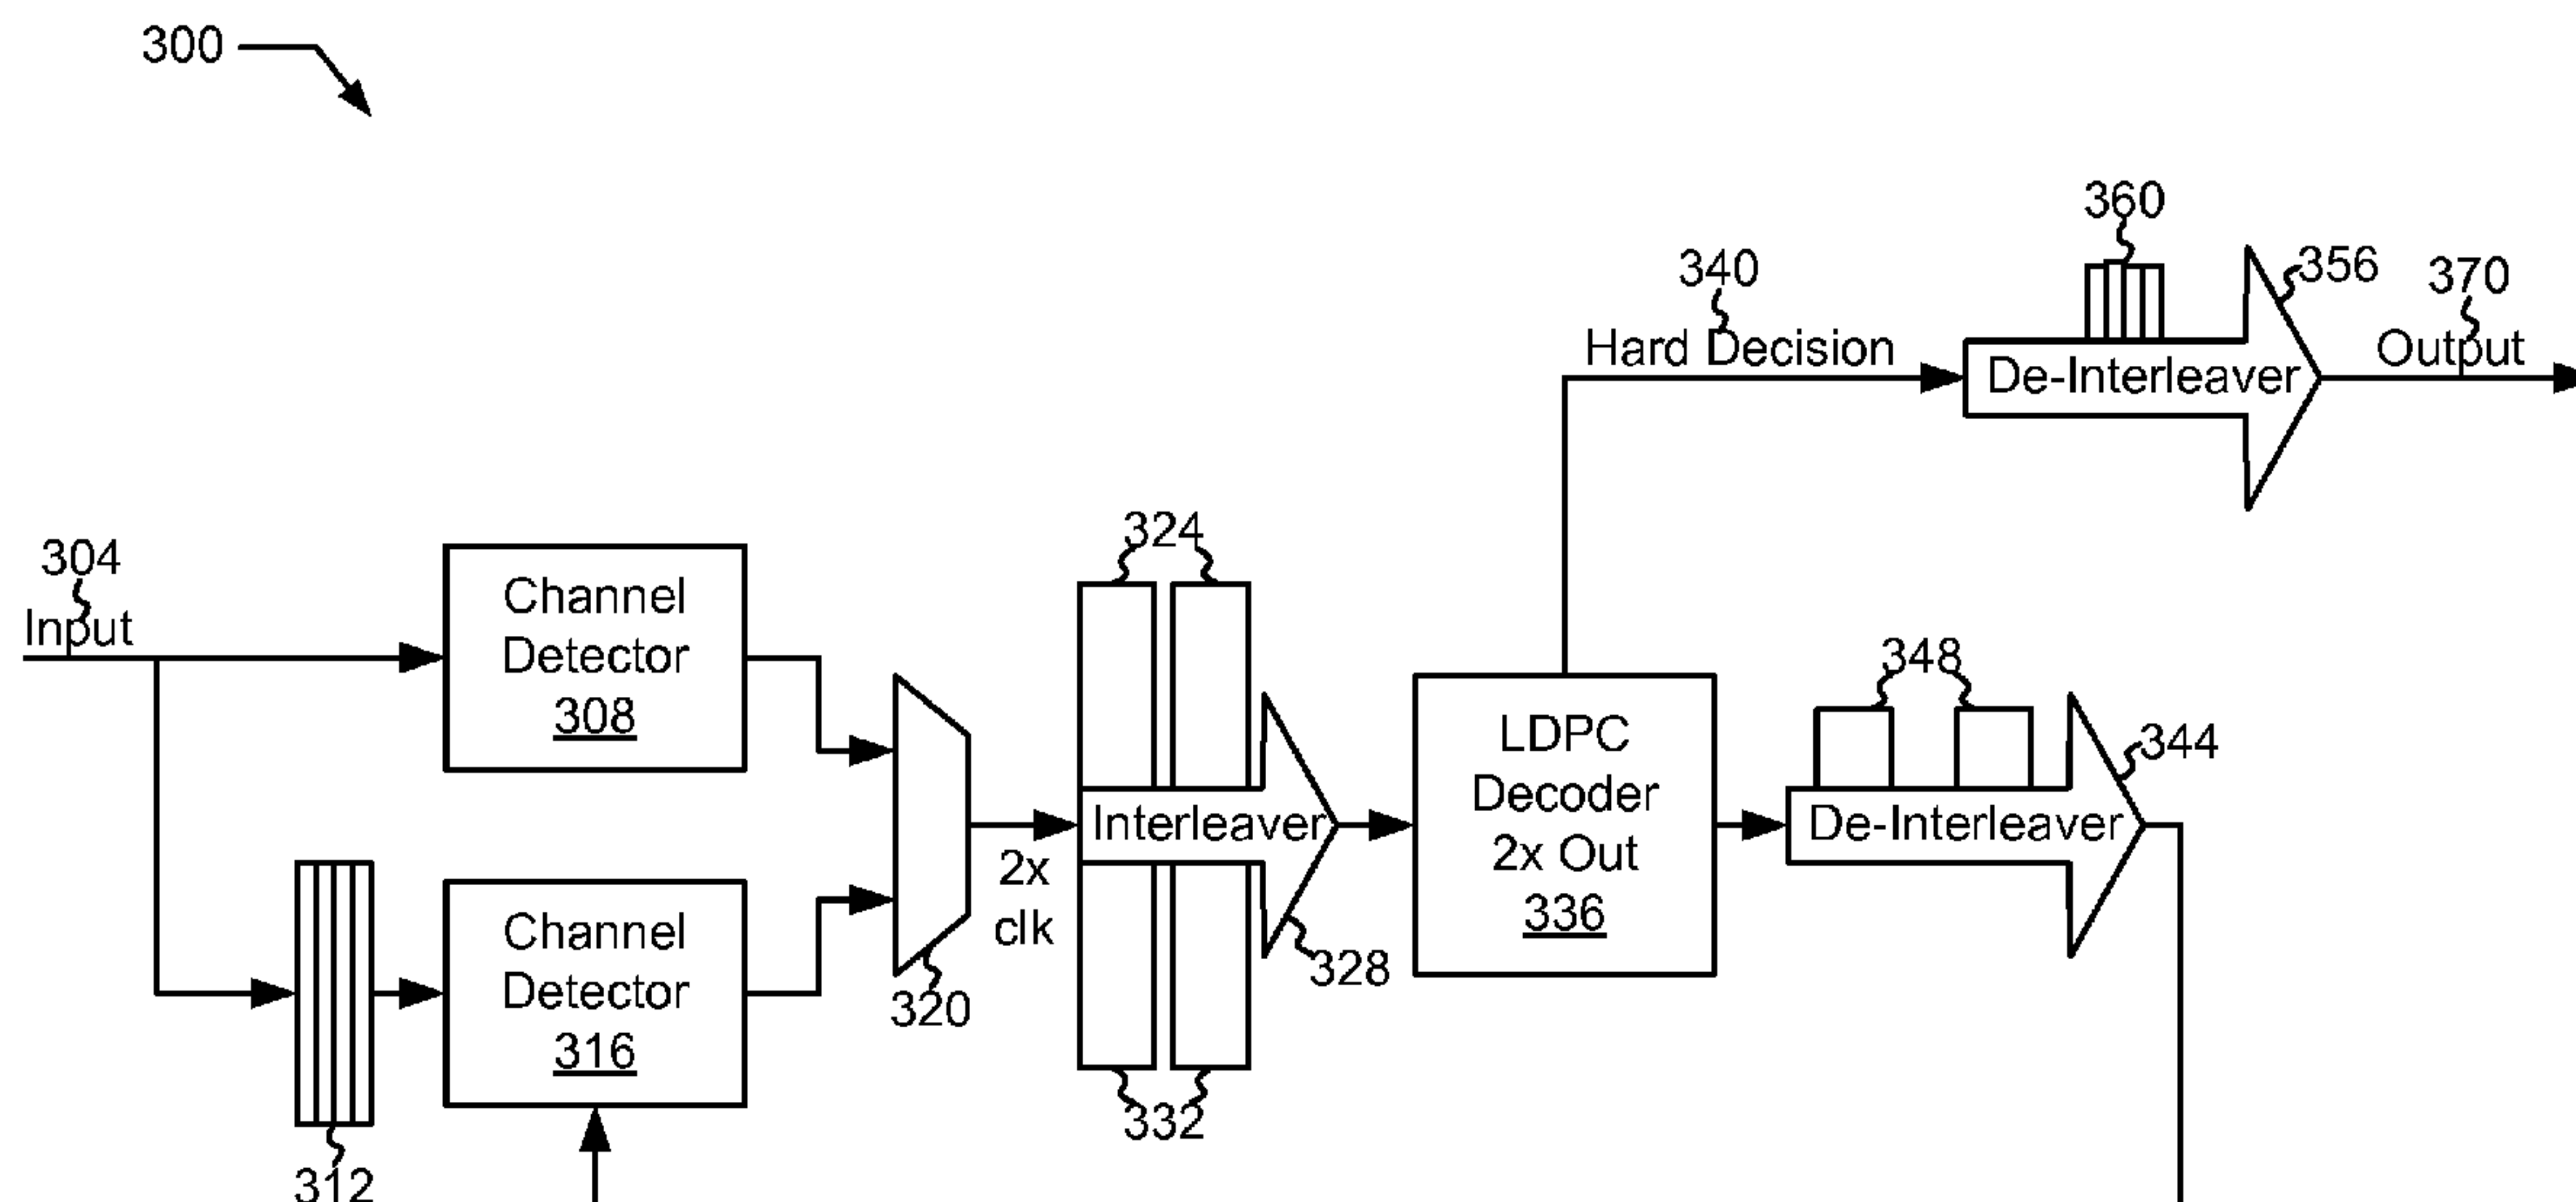 300
360
356
340
370
Hard Decision
De-Interleaver
Output
304
Input
Channel
Detector
308
324
348
344
LDPC
Decoder
2x Out
336
Interleaver
De-Interleaver
2x
clk
328
Channel
Detector
316
320
332
312